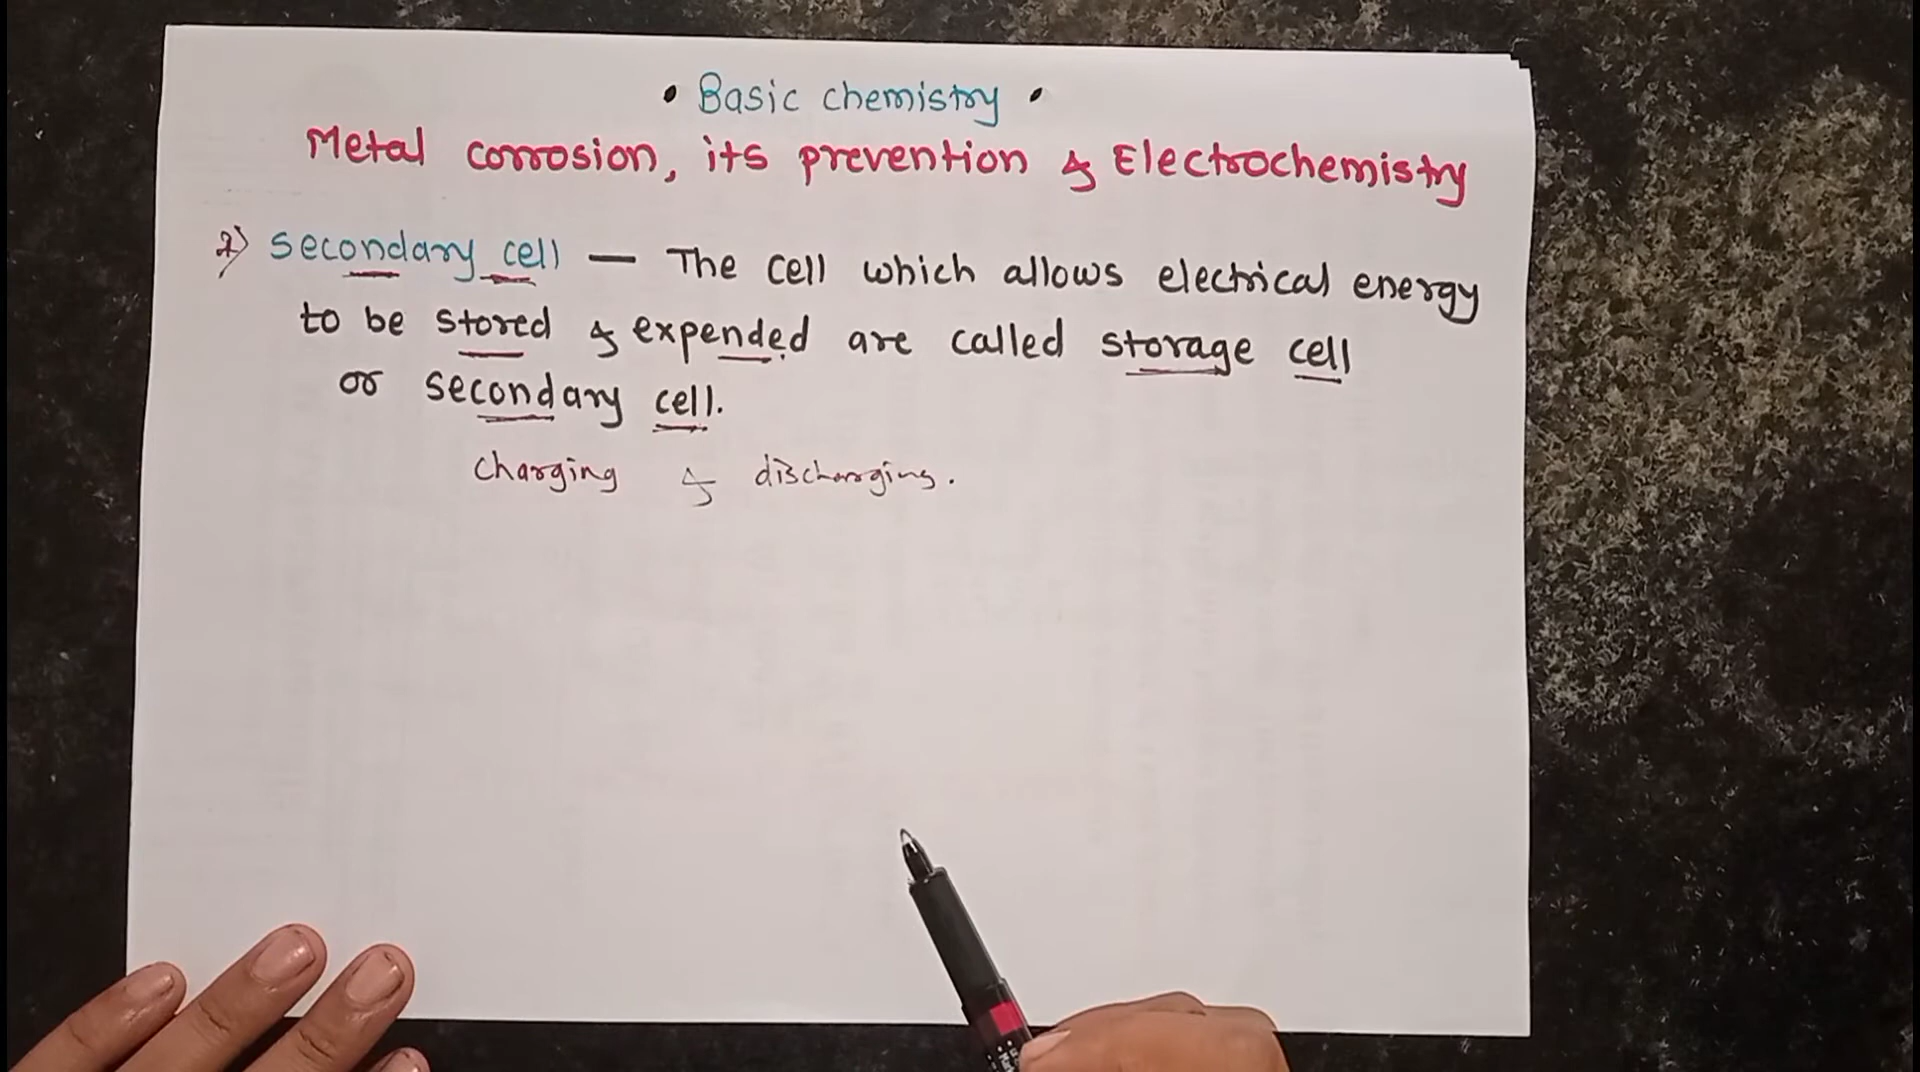 • Basic chemistry •
Metal corrosion, its prevention & Electrochemistry
2) secondary cell — The cell which allows electrical energy
to be stored & expended are called storage cell
or secondary cell.
charging & discharging.